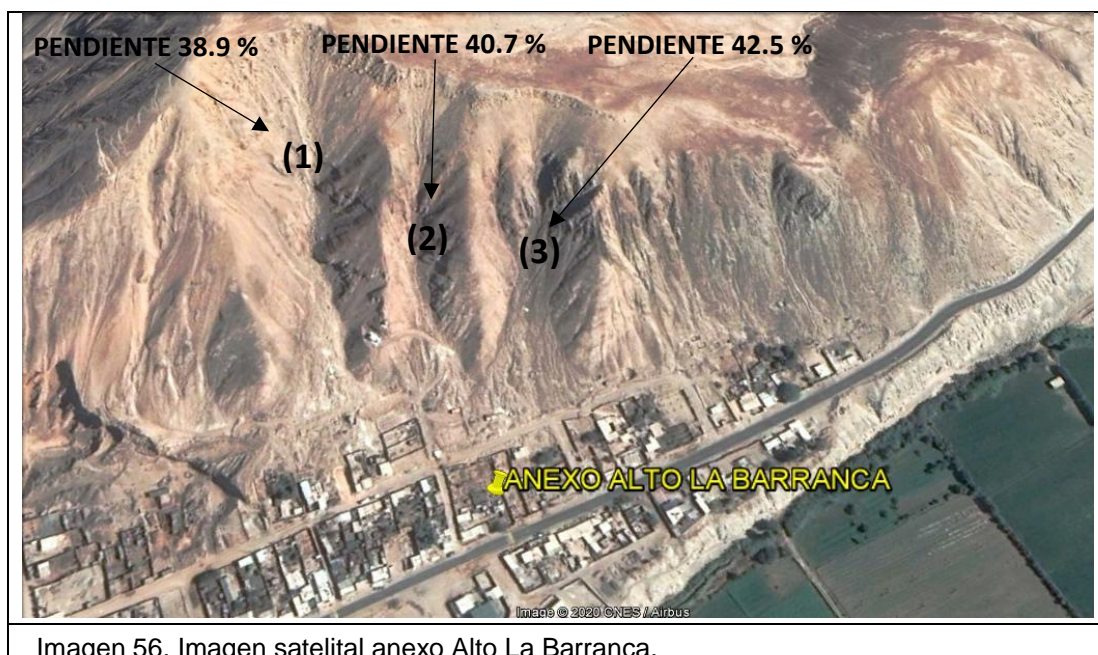 PENDIENTE 38.9 % PENDIENTE 40.7 % PENDIENTE 42.5 %
(1)
(2)
(3)
ANEXO ALTO LA BARRANCA
Image © 2020 CNES / Airbus
Imagen 56. Imagen satelital anexo Alto La Barranca.